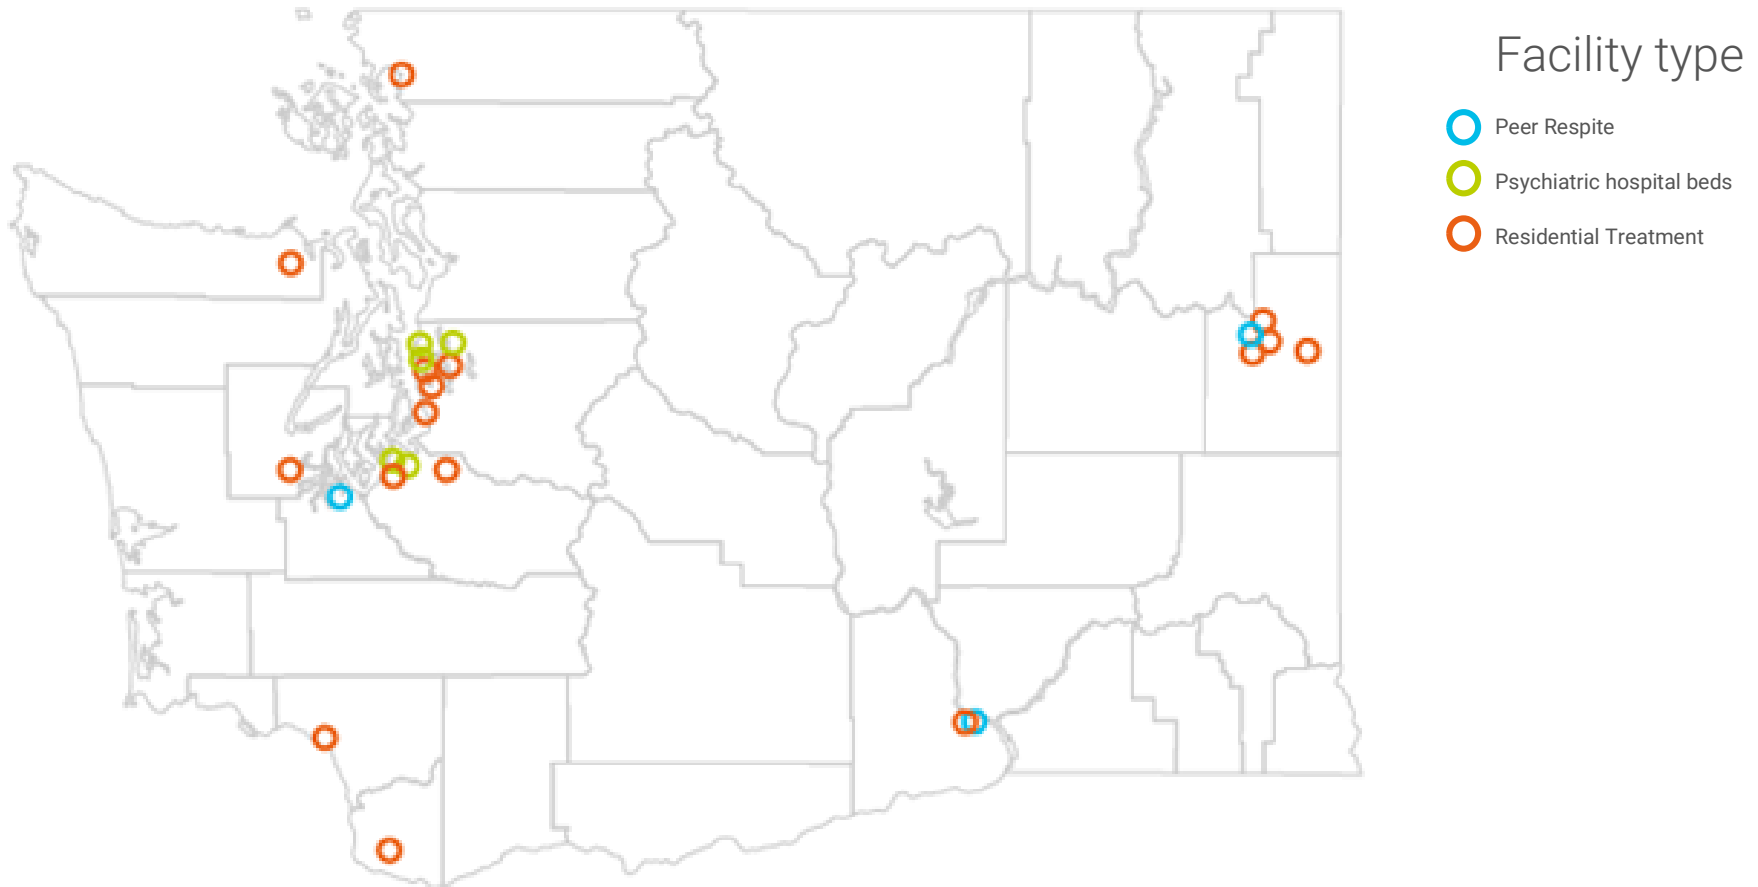 Facility type
Peer Respite
Psychiatric hospital beds
Residential Treatment